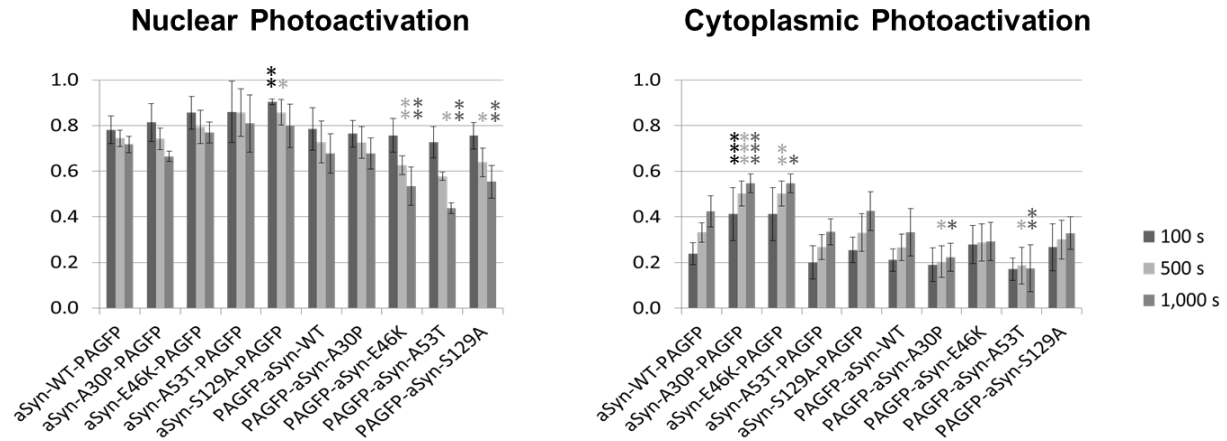 Nuclear Photoactivation
Cytoplasmic Photoactivation
1.0
0.8
0.6
0.4
0.2
0.0
** *
** **
* **
* **
aSyn-WT-PAGFP
aSyn-A30P-PAGFP
aSyn-E46K-PAGFP
aSyn-A53T-PAGFP
aSyn-S129A-PAGFP
PAGFP-aSyn-WT
PAGFP-aSyn-A30P
PAGFP-aSyn-E46K
PAGFP-aSyn-A53T
PAGFP-aSyn-S129A
1.0
0.8
0.6
0.4
0.2
0.0
*** *** ***
** *
* *
* **
aSyn-WT-PAGFP
aSyn-A30P-PAGFP
aSyn-E46K-PAGFP
aSyn-A53T-PAGFP
aSyn-S129A-PAGFP
PAGFP-aSyn-WT
PAGFP-aSyn-A30P
PAGFP-aSyn-E46K
PAGFP-aSyn-A53T
PAGFP-aSyn-S129A
100 s
500 s
1,000 s